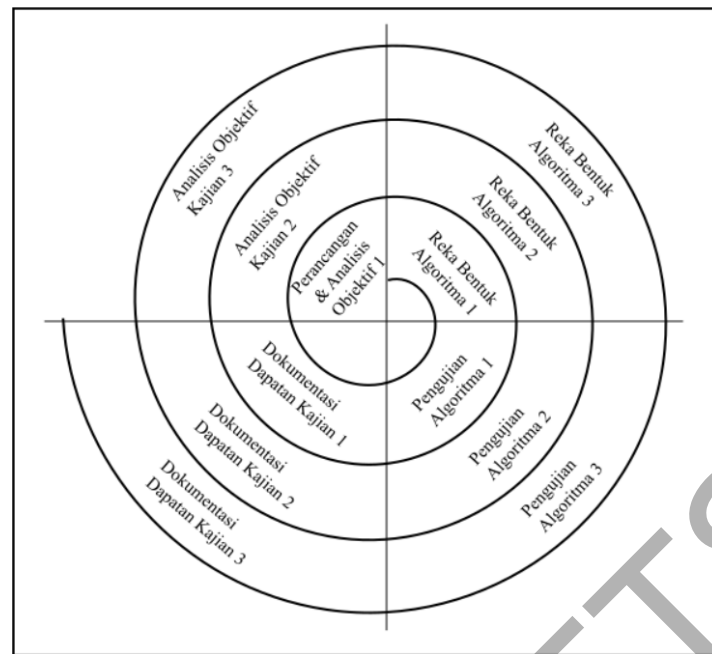 Analisis Objektif
Kajian 3
Analisis Objektif
Kajian 2
Perancangan
& Analisis
Objektif 1
Reka Bentuk
Algoritma 1
Reka Bentuk
Algoritma 2
Reka Bentuk
Algoritma 3
Dokumentasi
Dapatan Kajian 1
Dokumentasi
Dapatan Kajian 2
Dokumentasi
Dapatan Kajian 3
Pengujian
Algoritma 1
Pengujian
Algoritma 2
Pengujian
Algoritma 3